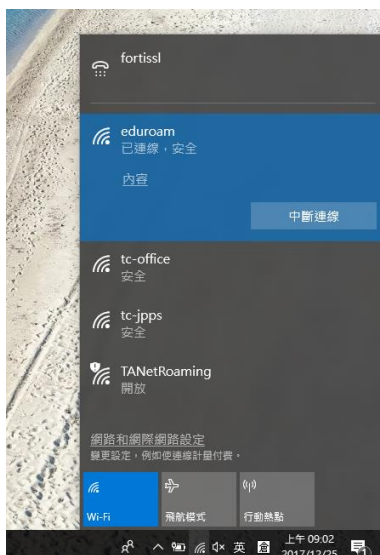 fortissl
eduroam
已連線，安全
內容
中斷連線
tc-office
安全
tc-jpps
安全
TANetRoaming
開放
網路和網際網路設定
變更設定，例如使連線計量付費。
Wi-Fi
飛航模式
行動熱點
英
上午 09:02
2017/12/25